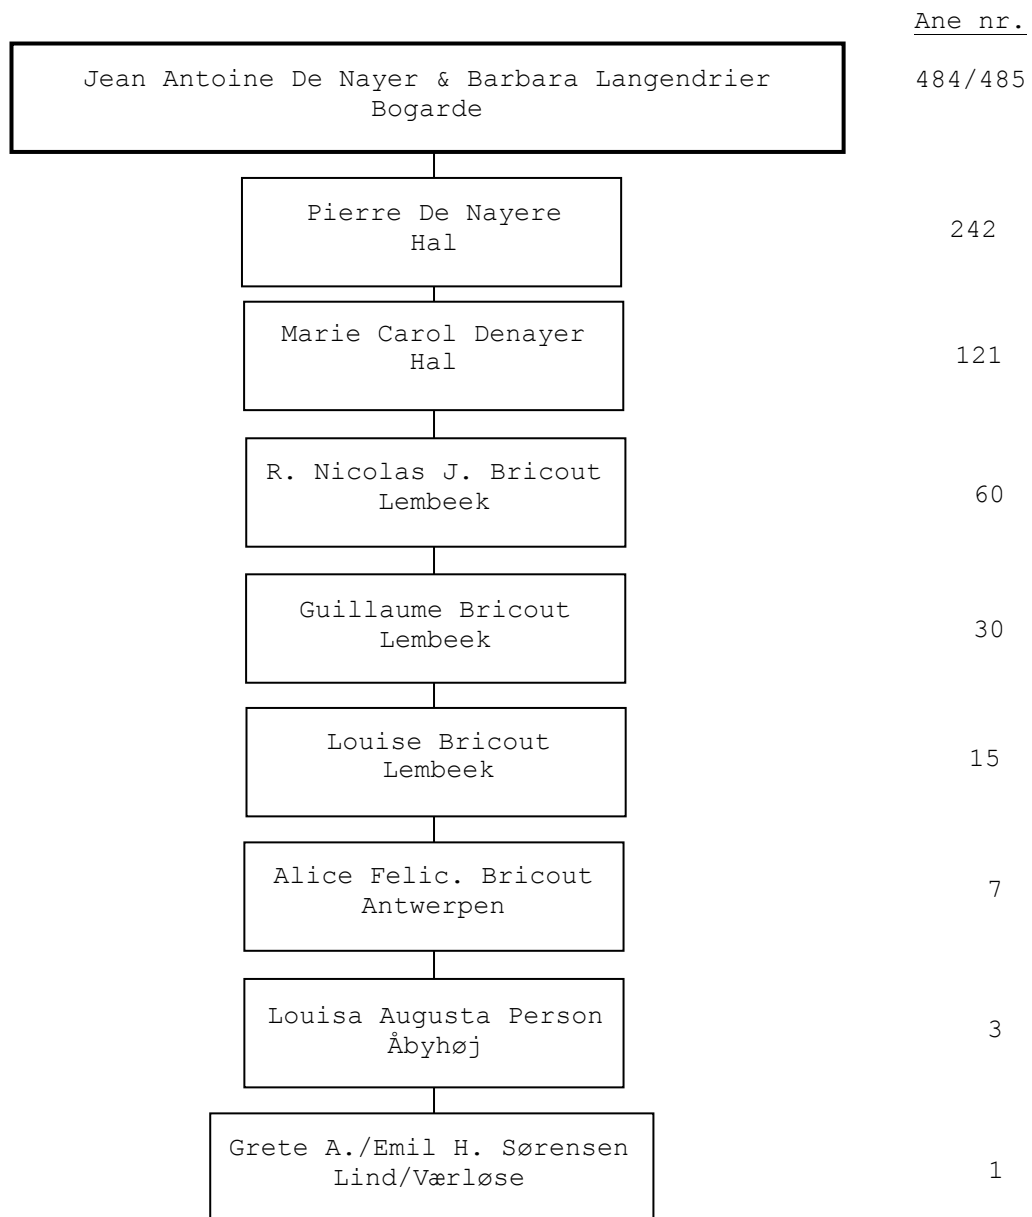 Ane nr.
Jean Antoine De Nayer & Barbara Langendrier 484/485
Bogarde
Pierre De Nayere
Hal
242
Marie Carol Denayer
Hal
121
R. Nicolas J. Bricout
Lembeek
60
Guillaume Bricout
Lembeek
30
Louise Bricout
Lembeek
15
Alice Felic. Bricout
Antwerpen
7
Louisa Augusta Person
Åbyhøj
3
Grete A./Emil H. Sørensen
Lind/Værløse
1